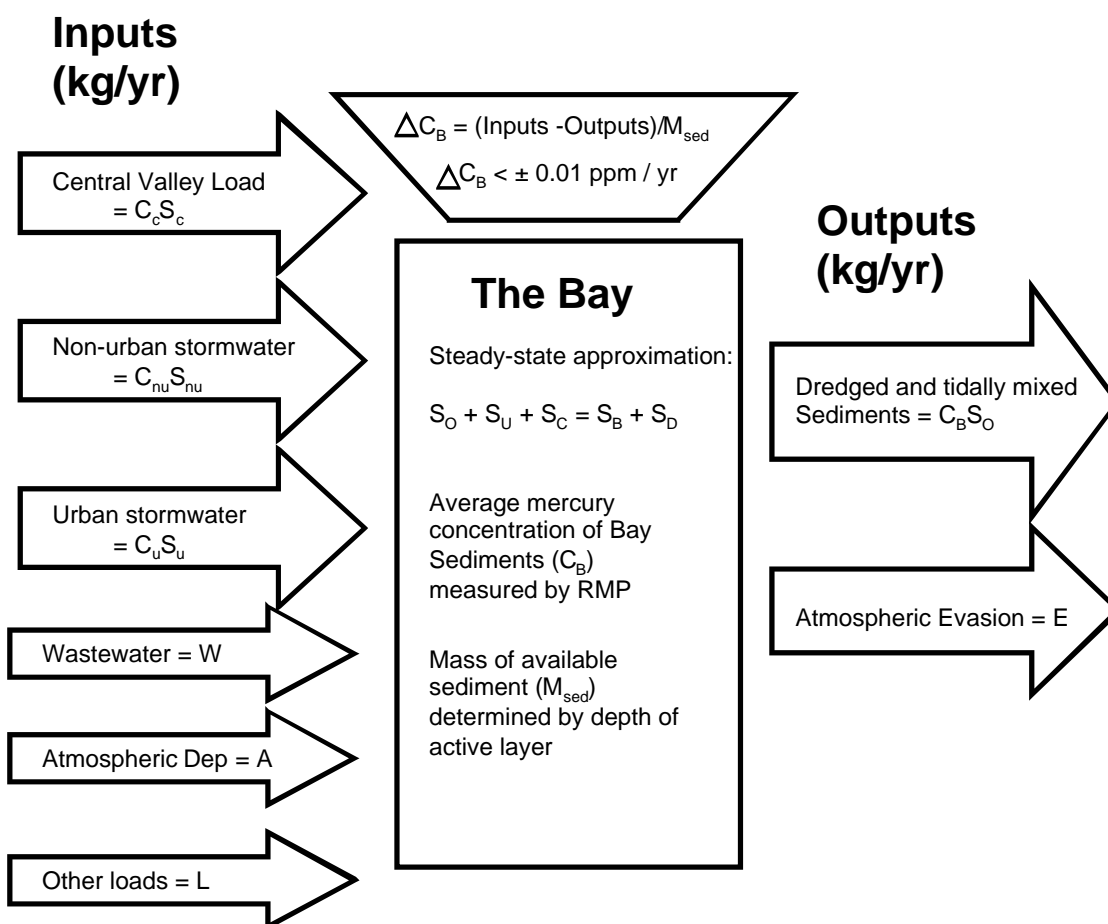 Inputs
(kg/yr)
Central Valley Load
= C_cS_c
Non-urban stormwater
= C_nuS_nu
Urban stormwater
= C_uS_u
Wastewater = W
Atmospheric Dep = A
Other loads = L
ΔC_B = (Inputs -Outputs)/M_sed
ΔC_B < ± 0.01 ppm / yr
The Bay
Steady-state approximation:
S_O + S_U + S_C = S_B + S_D
Average mercury
concentration of Bay
Sediments (C_B)
measured by RMP
Mass of available
sediment (M_sed)
determined by depth of
active layer
Outputs
(kg/yr)
Dredged and tidally mixed
Sediments = C_BS_O
Atmospheric Evasion = E